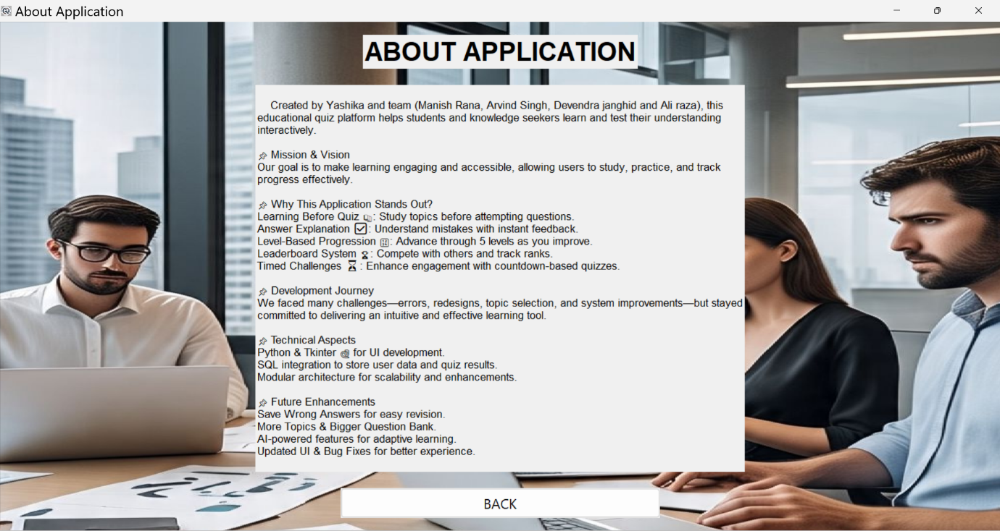 About Application
ABOUT APPLICATION
Created by Yashika and team (Manish Rana, Arvind Singh, Devendra janghid and Ali raza), this
educational quiz platform helps students and knowledge seekers learn and test their understanding
interactively.
📌 Mission & Vision
Our goal is to make learning engaging and accessible, allowing users to study, practice, and track
progress effectively.
📌 Why This Application Stands Out?
Learning Before Quiz : Study topics before attempting questions.
Answer Explanation ☑: Understand mistakes with instant feedback.
Level-Based Progression : Advance through 5 levels as you improve.
Leaderboard System : Compete with others and track ranks.
Timed Challenges ⏳ : Enhance engagement with countdown-based quizzes.
📌 Development Journey
We faced many challenges—errors, redesigns, topic selection, and system improvements—but stayed
committed to delivering an intuitive and effective learning tool.
📌 Technical Aspects
Python & Tkinter for UI development.
SQL integration to store user data and quiz results.
Modular architecture for scalability and enhancements.
📌 Future Enhancements
Save Wrong Answers for easy revision.
More Topics & Bigger Question Bank.
AI-powered features for adaptive learning.
Updated UI & Bug Fixes for better experience.
BACK